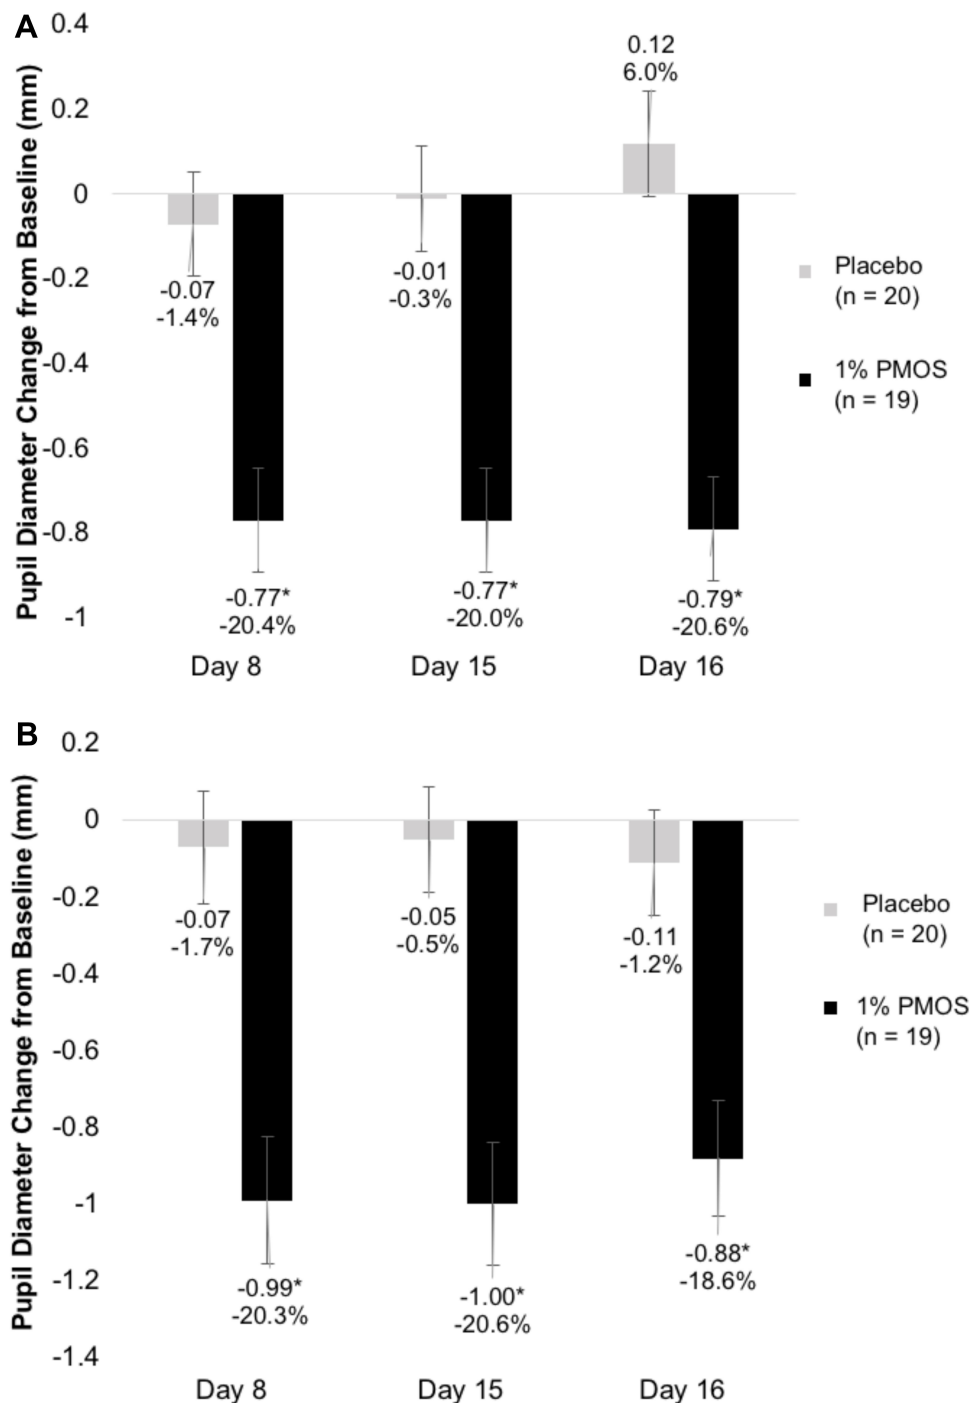 A
Pupil Diameter Change from Baseline (mm)
0.4
0.2
0
-0.2
-0.4
-0.6
-0.8
-1
0.12
6.0%
-0.07
-1.4%
-0.01
-0.3%
-0.77*
-20.4%
-0.77*
-20.0%
-0.79*
-20.6%
Day 8
Day 15
Day 16
Placebo
(n = 20)
1% PMOS
(n = 19)
B
Pupil Diameter Change from Baseline (mm)
0.2
0
-0.2
-0.4
-0.6
-0.8
-1
-1.2
-1.4
-0.07
-1.7%
-0.05
-0.5%
-0.11
-1.2%
-0.99*
-20.3%
-1.00*
-20.6%
-0.88*
-18.6%
Day 8
Day 15
Day 16
Placebo
(n = 20)
1% PMOS
(n = 19)